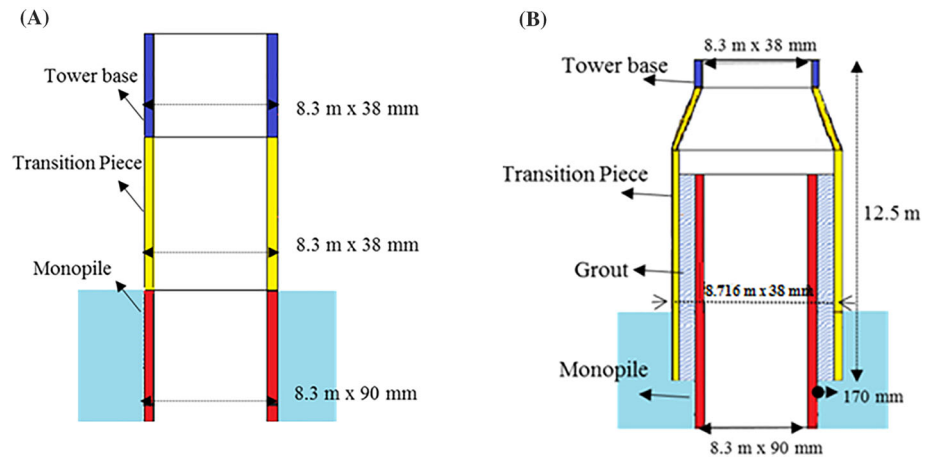 (A)
Tower base
8.3 m x 38 mm
Transition Piece
8.3 m x 38 mm
Monopile
8.3 m x 90 mm
(B)
8.3 m x 38 mm
Tower base
Transition Piece
12.5 m
Grout
8.716 m x 38 mm
Monopile
170 mm
8.3 m x 90 mm